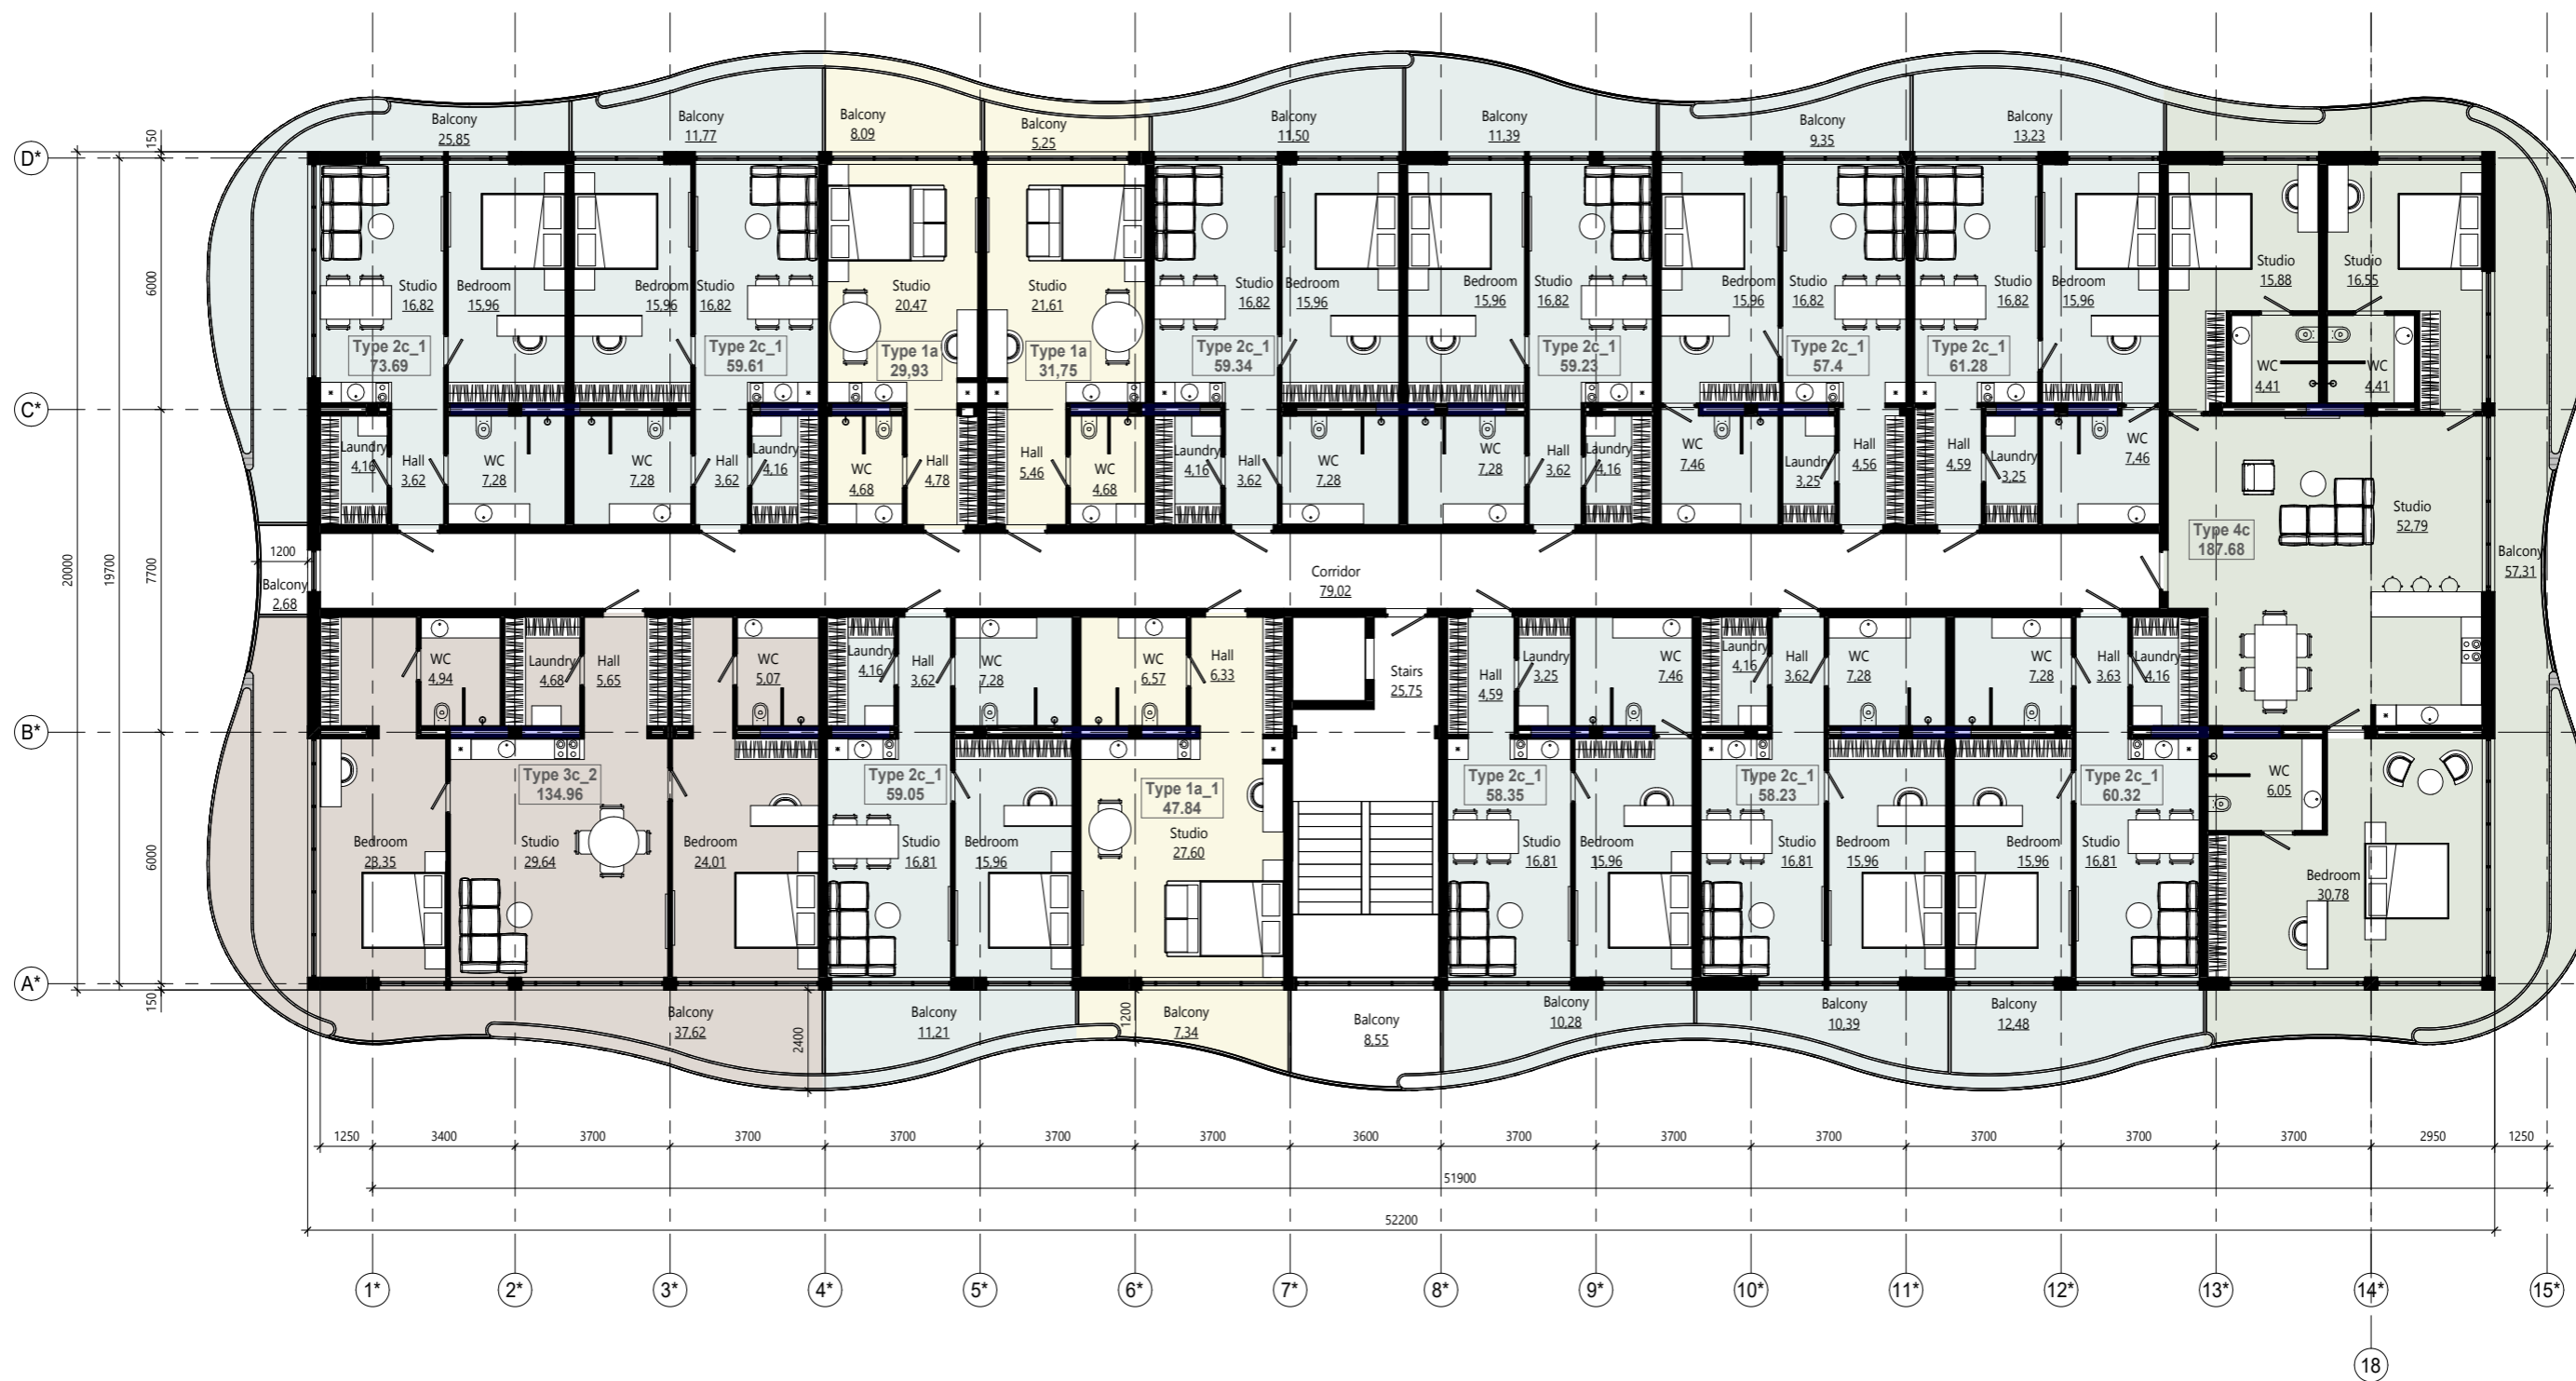 Balcony
25,85
Balcony
11,77
Balcony
8,09
Balcony
5,25
Balcony
11,50
Balcony
11,39
Balcony
9,35
Balcony
13,23
D*
C*
B*
A*
150
6000
7700
6000
150
19700
20000
Studio
16,82
Bedroom
15,96
Bedroom
15,96
Studio
16,82
Studio
20,47
Studio
21,61
Studio
16,82
Bedroom
15,96
Bedroom
15,96
Studio
16,82
Bedroom
15,96
Studio
16,82
Studio
16,82
Bedroom
15,96
Studio
15,88
Studio
16,55
Type 2c_1
73.69
Type 2c_1
59.61
Type 1a
29,93
Type 1a
31,75
Type 2c_1
59.34
Type 2c_1
59.23
Type 2c_1
57.4
Type 2c_1
61.28
WC
4,41
WC
4,41
Laundry
4,16
Hall
3,62
WC
7,28
WC
7,28
Hall
3,62
Laundry
4,16
WC
4,68
Hall
4,78
Hall
5,46
WC
4,68
Laundry
4,16
Hall
3,62
WC
7,28
WC
7,28
Hall
3,62
Laundry
4,16
WC
7,46
Laundry
3,25
Hall
4,56
Hall
4,59
Laundry
3,25
WC
7,46
Studio
52,79
Type 4c
187.68
Balcony
57,31
1200
Balcony
2,68
Corridor
79,02
WC
4,94
Laundry
4,68
Hall
5,65
WC
5,07
Laundry
4,16
Hall
3,62
WC
7,28
WC
6,57
Hall
6,33
Stairs
25,75
Hall
4,59
Laundry
3,25
WC
7,46
Laundry
4,16
Hall
3,62
WC
7,28
WC
7,28
Hall
3,63
Laundry
4,16
Type 3c_2
134.96
Type 2c_1
59.05
Type 1a_1
47.84
Type 2c_1
58.35
Type 2c_1
58.23
Type 2c_1
60.32
WC
6,05
Bedroom
23,35
Studio
29,64
Bedroom
24,01
Studio
16,81
Bedroom
15,96
Studio
27,60
Studio
16,81
Bedroom
15,96
Studio
16,81
Bedroom
15,96
Bedroom
15,96
Studio
16,81
Bedroom
30,78
Balcony
37,62
2400
Balcony
11,21
1200
Balcony
7,34
Balcony
8,55
Balcony
10,28
Balcony
10,39
Balcony
12,48
1250
3400
3700
3700
3700
3700
3700
3600
3700
3700
3700
3700
3700
3700
2950
1250
51900
52200
1*
2*
3*
4*
5*
6*
7*
8*
9*
10*
11*
12*
13*
14*
15*
18